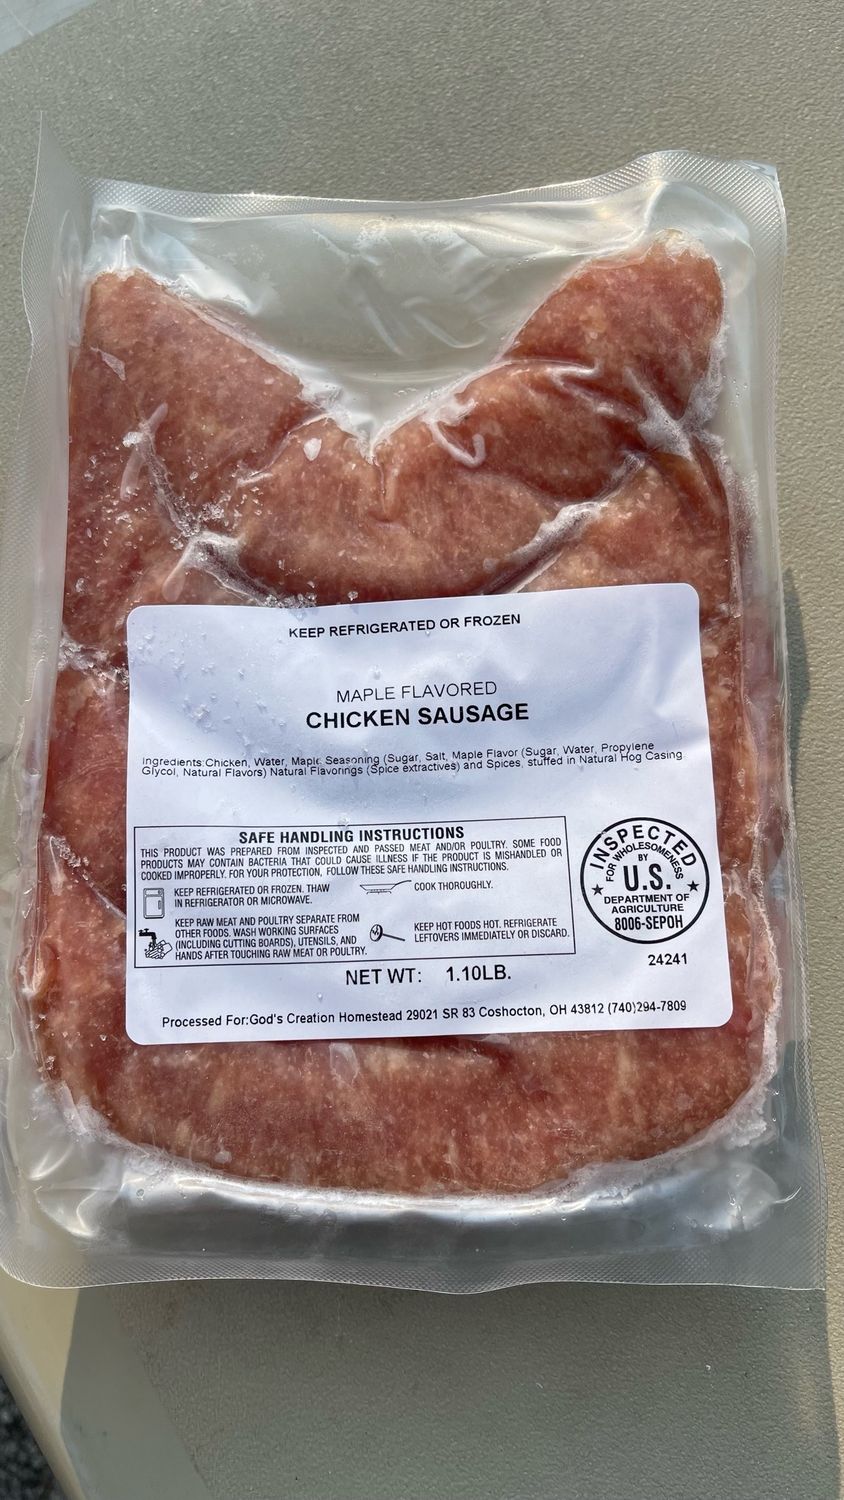 KEEP REFRIGERATED OR FROZEN
MAPLE FLAVORED
CHICKEN SAUSAGE
Ingredients:Chicken, Water, Maple Seasoning (Sugar, Salt, Maple Flavor (Sugar, Water, Propylene
Glycol, Natural Flavors) Natural Flavorings (Spice extractives) and Spices, stuffed in Natural Hog Casing
SAFE HANDLING INSTRUCTIONS
THIS PRODUCT WAS PREPARED FROM INSPECTED AND PASSED MEAT AND/OR POULTRY. SOME FOOD
PRODUCTS MAY CONTAIN BACTERIA THAT COULD CAUSE ILLNESS IF THE PRODUCT IS MISHANDLED OR
COOKED IMPROPERLY. FOR YOUR PROTECTION, FOLLOW THESE SAFE HANDLING INSTRUCTIONS.
KEEP REFRIGERATED OR FROZEN. THAW
IN REFRIGERATOR OR MICROWAVE.
COOK THOROUGHLY.
KEEP RAW MEAT AND POULTRY SEPARATE FROM
OTHER FOODS. WASH WORKING SURFACES
(INCLUDING CUTTING BOARDS), UTENSILS, AND
HANDS AFTER TOUCHING RAW MEAT OR POULTRY.
KEEP HOT FOODS HOT. REFRIGERATE
LEFTOVERS IMMEDIATELY OR DISCARD.
INSPECTED
FOR WHOLESOMENESS
BY
U.S.
DEPARTMENT OF
AGRICULTURE
8006-SEPOH
24241
NET WT: 1.10LB.
Processed For:God's Creation Homestead 29021 SR 83 Coshocton, OH 43812 (740)294-7809